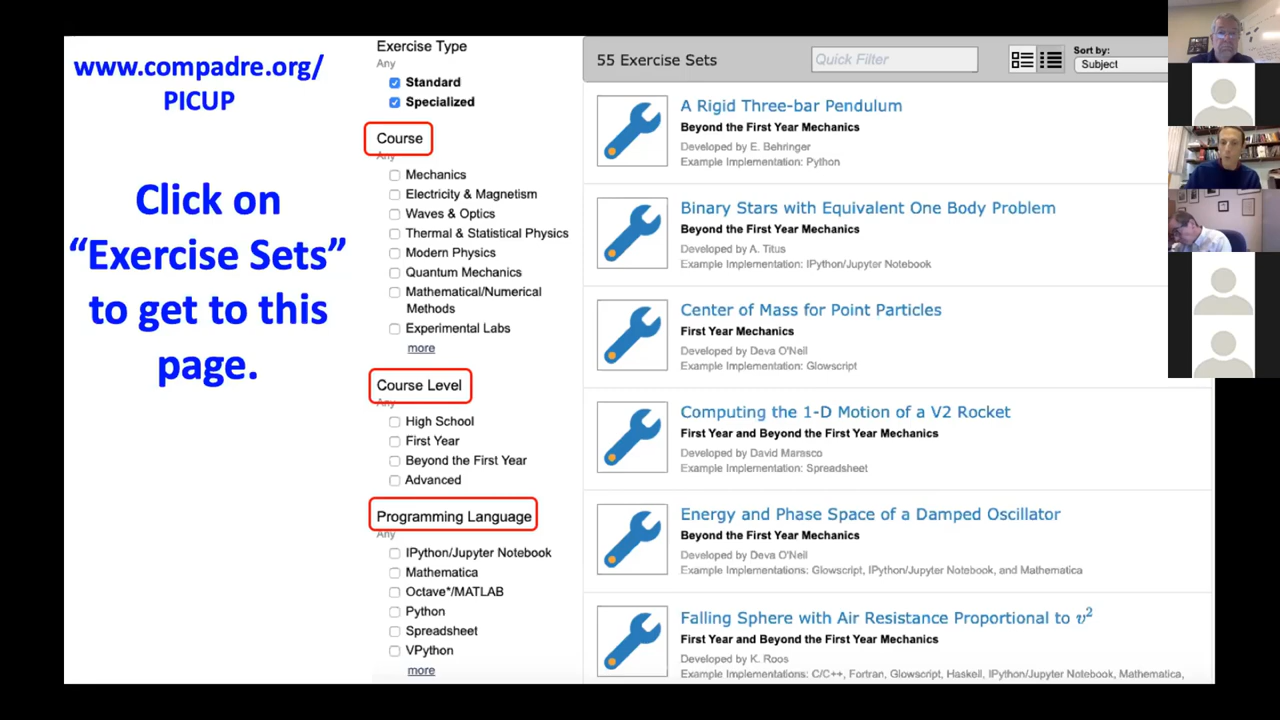 www.compadre.org/
PICUP
Click on
“Exercise Sets”
to get to this
page.
Exercise Type
Any
Standard
Specialized
Course
Any
Mechanics
Electricity & Magnetism
Waves & Optics
Thermal & Statistical Physics
Modern Physics
Quantum Mechanics
Mathematical/Numerical
Methods
Experimental Labs
more
Course Level
Any
High School
First Year
Beyond the First Year
Advanced
Programming Language
Any
IPython/Jupyter Notebook
Mathematica
Octave*/MATLAB
Python
Spreadsheet
VPython
more
55 Exercise Sets
Quick Filter
Sort by:
Subject
A Rigid Three-bar Pendulum
Beyond the First Year Mechanics
Developed by E. Behringer
Example Implementation: Python
Binary Stars with Equivalent One Body Problem
Beyond the First Year Mechanics
Developed by A. Titus
Example Implementation: IPython/Jupyter Notebook
Center of Mass for Point Particles
First Year Mechanics
Developed by Deva O'Neil
Example Implementation: Glowscript
Computing the 1-D Motion of a V2 Rocket
First Year and Beyond the First Year Mechanics
Developed by David Marasco
Example Implementation: Spreadsheet
Energy and Phase Space of a Damped Oscillator
Beyond the First Year Mechanics
Developed by Deva O'Neil
Example Implementations: Glowscript, IPython/Jupyter Notebook, and Mathematica
Falling Sphere with Air Resistance Proportional to v²
First Year and Beyond the First Year Mechanics
Developed by K. Roos
Example Implementations: C/C++, Fortran, Glowscript, Haskell, IPython/Jupyter Notebook, Mathematica,